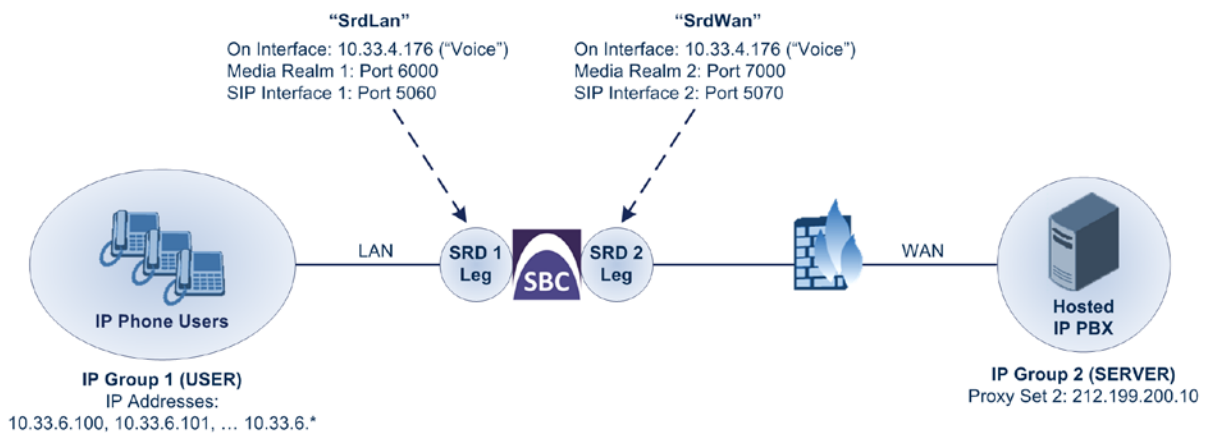 “SrdLan”
On Interface: 10.33.4.176 (“Voice”)
Media Realm 1: Port 6000
SIP Interface 1: Port 5060
“SrdWan”
On Interface: 10.33.4.176 (“Voice”)
Media Realm 2: Port 7000
SIP Interface 2: Port 5070
IP Phone Users
LAN
SRD 1
Leg
SBC
SRD 2
Leg
WAN
Hosted
IP PBX
IP Group 1 (USER)
IP Addresses:
10.33.6.100, 10.33.6.101, … 10.33.6.*
IP Group 2 (SERVER)
Proxy Set 2: 212.199.200.10